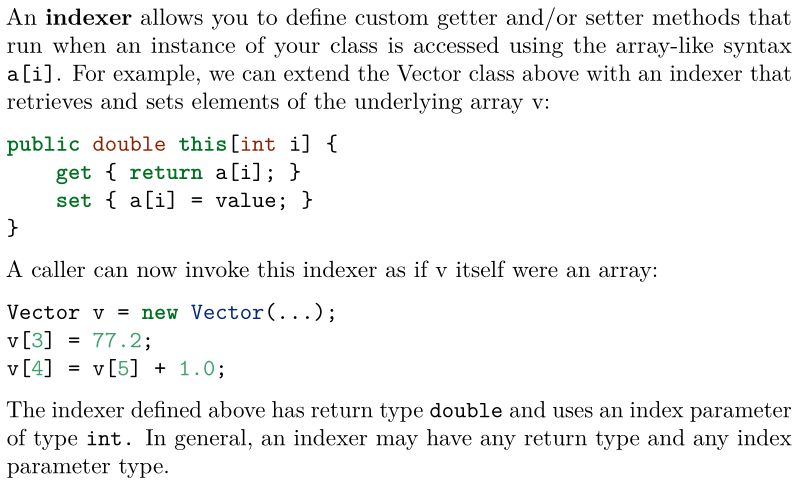 An indexer allows you to define custom getter and/or setter methods that
run when an instance of your class is accessed using the array-like syntax
a[i]. For example, we can extend the Vector class above with an indexer that
retrieves and sets elements of the underlying array v:
public double this[int i] {
    get { return a[i]; }
    set { a[i] = value; }
}
A caller can now invoke this indexer as if v itself were an array:
Vector v = new Vector(...);
v[3] = 77.2;
v[4] = v[5] + 1.0;
The indexer defined above has return type double and uses an index parameter
of type int. In general, an indexer may have any return type and any index
parameter type.